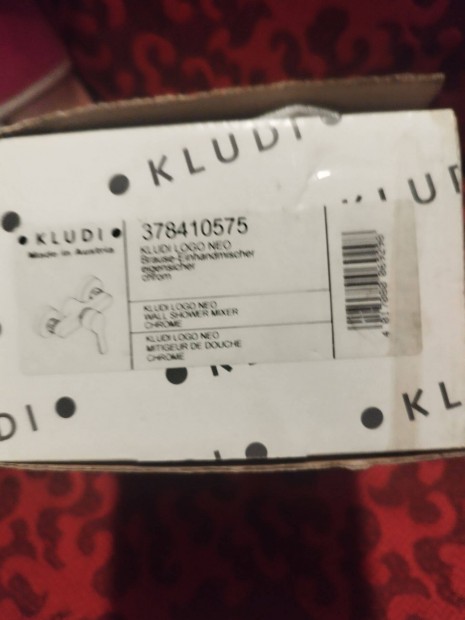 KLUDI
KLUDI
Made in Austria
378410575
KLUDI LOGO NEO
Brause-Einhandmischer
eigensicher
chrom
KLUDI LOGO NEO
WALL SHOWER MIXER
CHROME
KLUDI LOGO NEO
MITIGEUR DE DOUCHE
CHROME
DI
KL